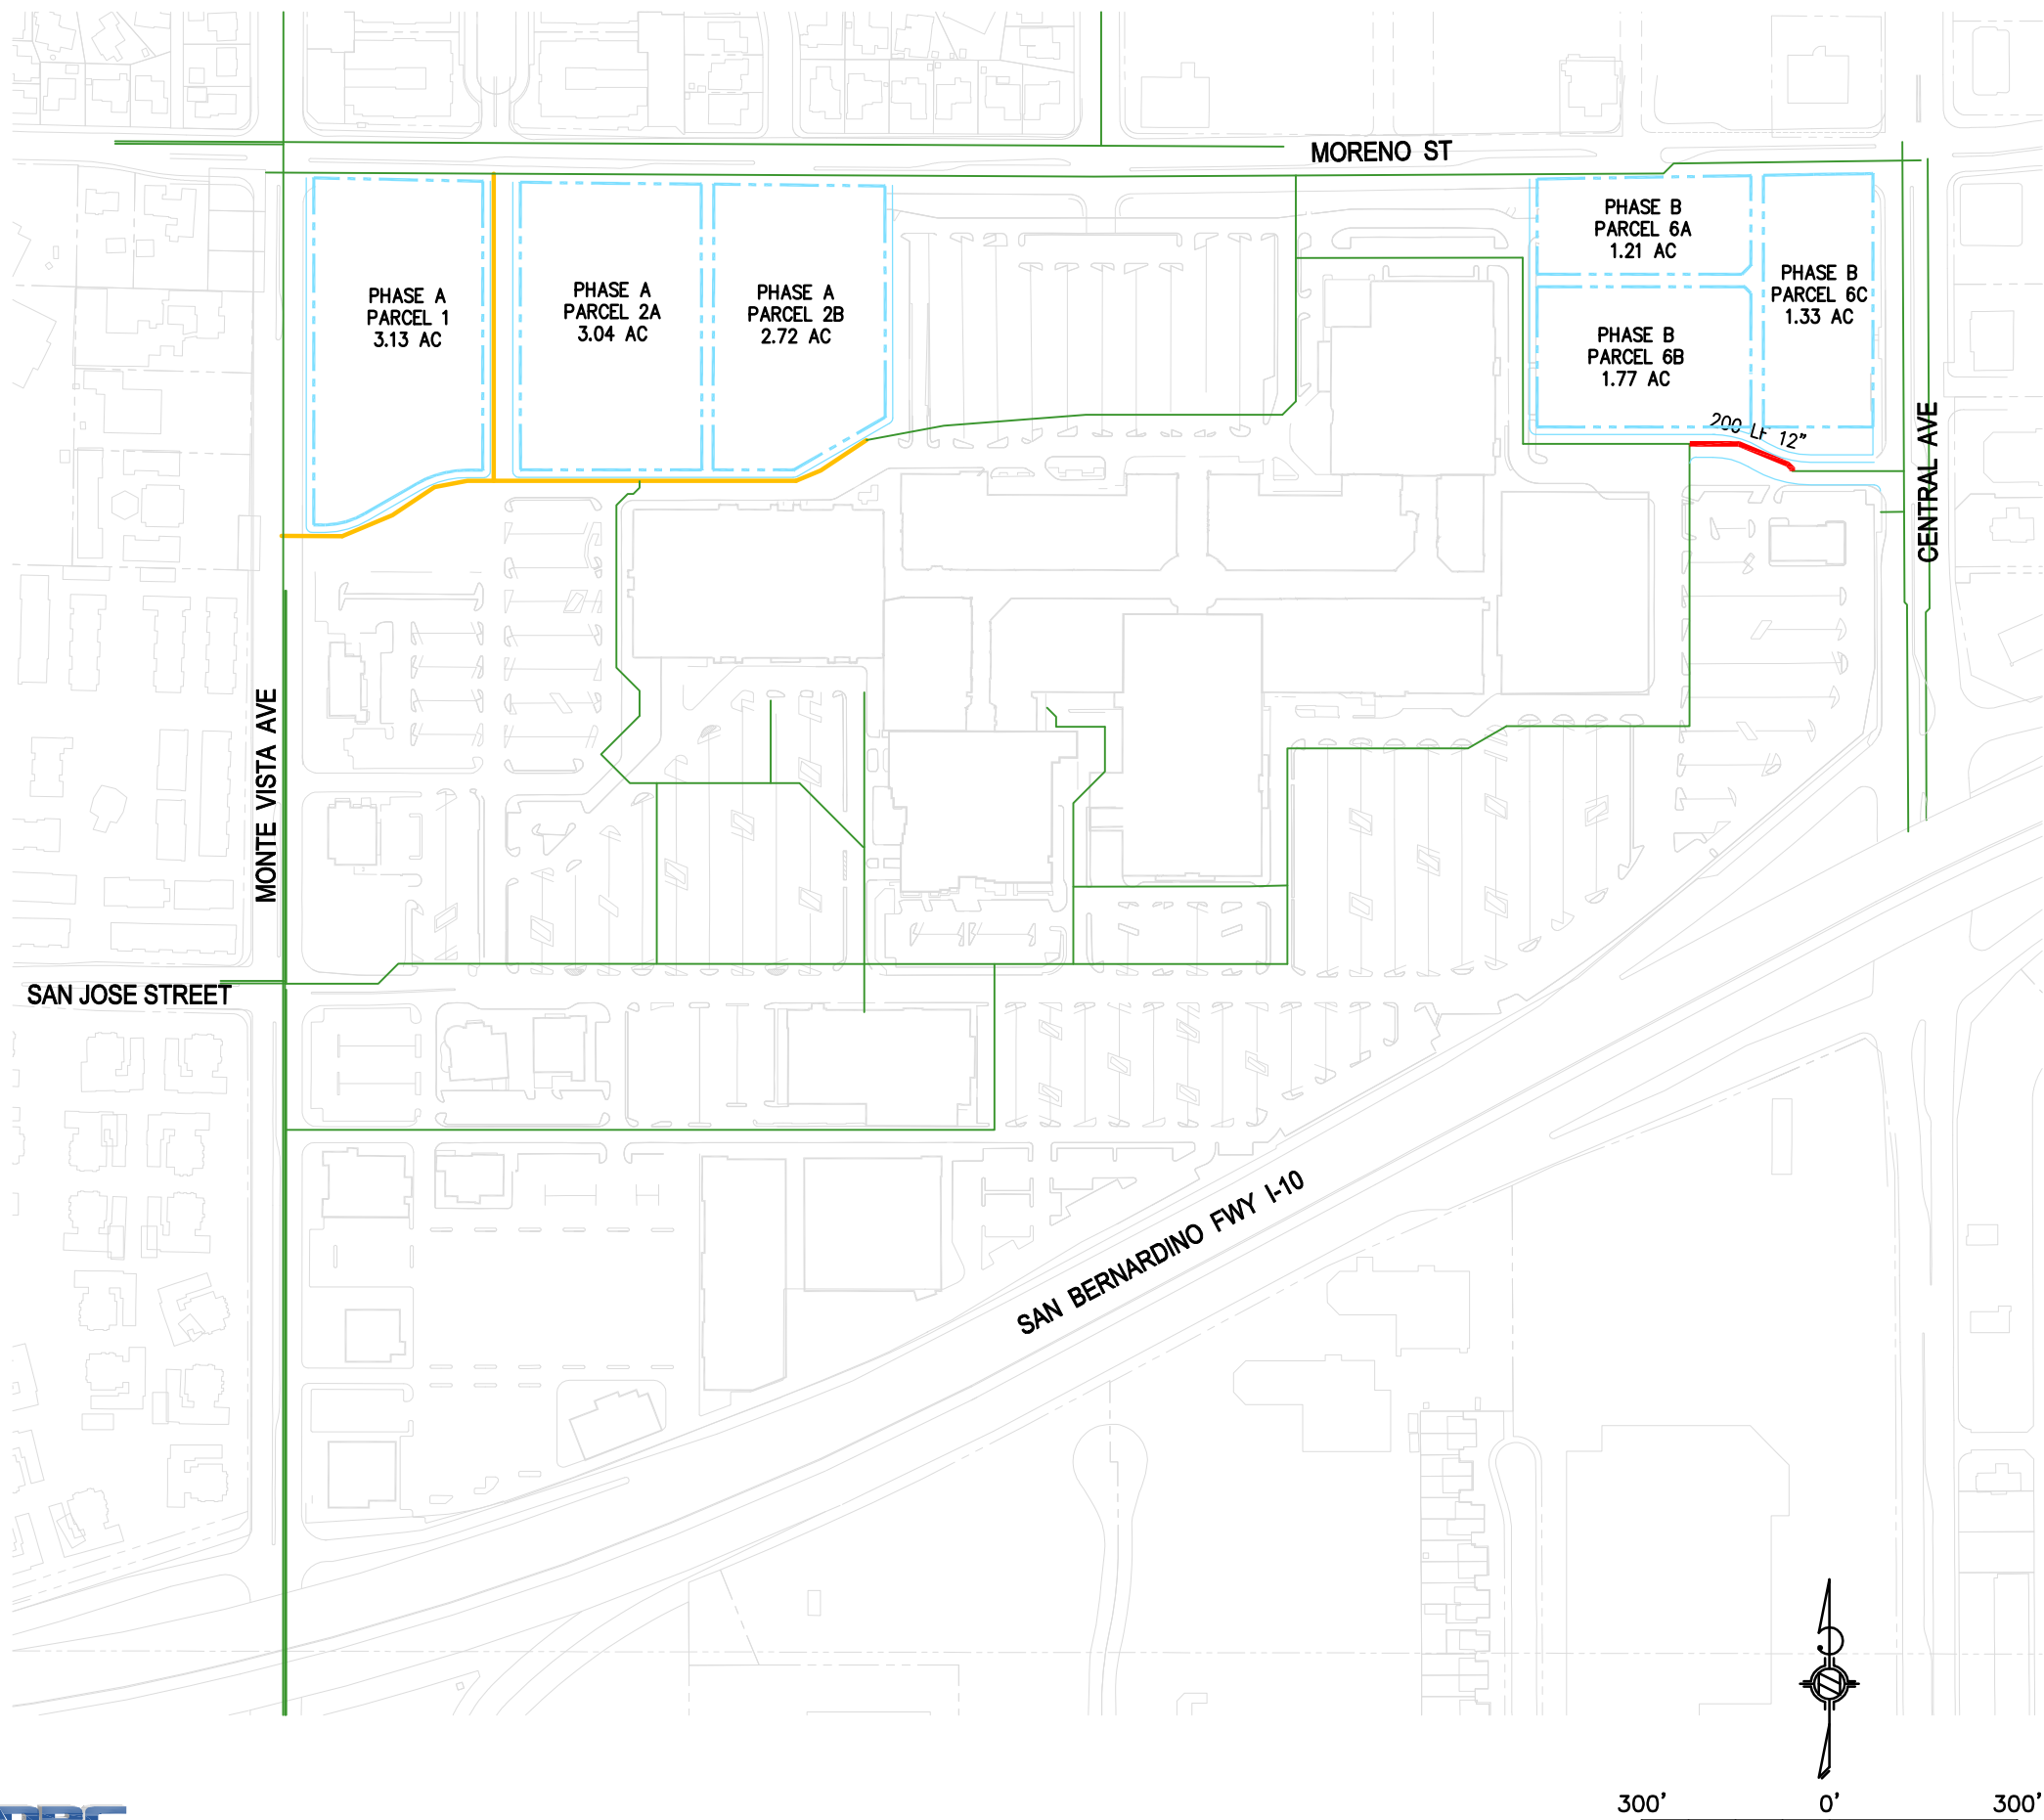 MORENO ST
PHASE A
PARCEL 1
3.13 AC
PHASE A
PARCEL 2A
3.04 AC
PHASE A
PARCEL 2B
2.72 AC
PHASE B
PARCEL 6A
1.21 AC
PHASE B
PARCEL 6C
1.33 AC
PHASE B
PARCEL 6B
1.77 AC
200 LF 12"
CENTRAL AVE
MONTE VISTA AVE
SAN JOSE STREET
SAN BERNARDINO FWY I-10
300' 0' 300'